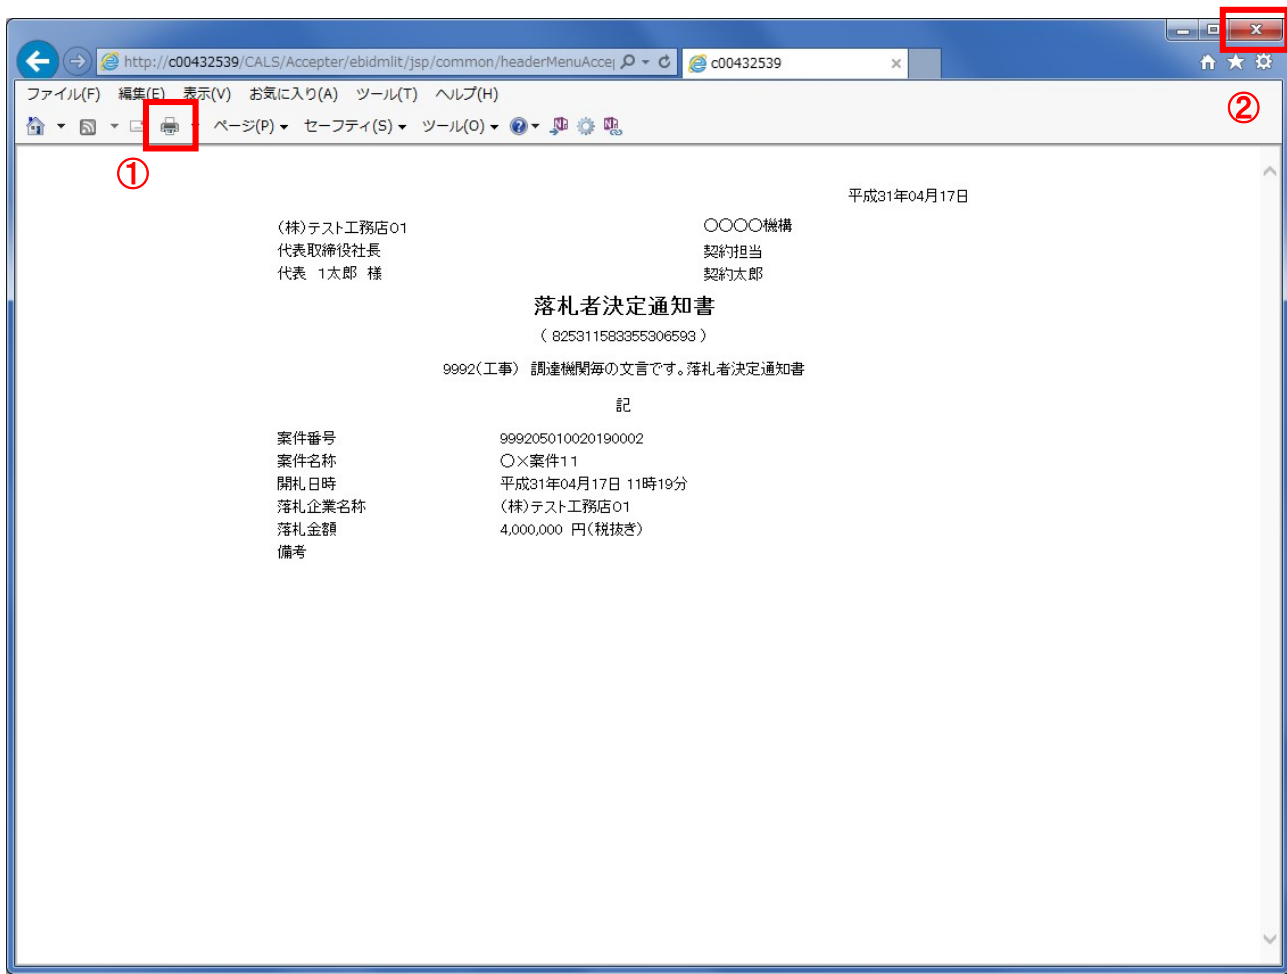 http://c00432539/CALS/Accepter/ebidmlit/jsp/common/headerMenuAccep
c00432539
ファイル(F) 編集(E) 表示(V) お気に入り(A) ツール(T) ヘルプ(H)
②
ページ(P) セーフティ(S) ツール(O)
①
平成31年04月17日
(株)テスト工務店01 〇〇〇〇機構
代表取締役社長 契約担当
代表 1太郎 様 契約太郎
落札者決定通知書
( 825311583355306593 )
9992(工事) 調達機関毎の文言です。落札者決定通知書
記
案件番号 999205010020190002
案件名称 〇×案件11
開札日時 平成31年04月17日 11時19分
落札企業名称 (株)テスト工務店01
落札金額 4,000,000 円(税抜き)
備考